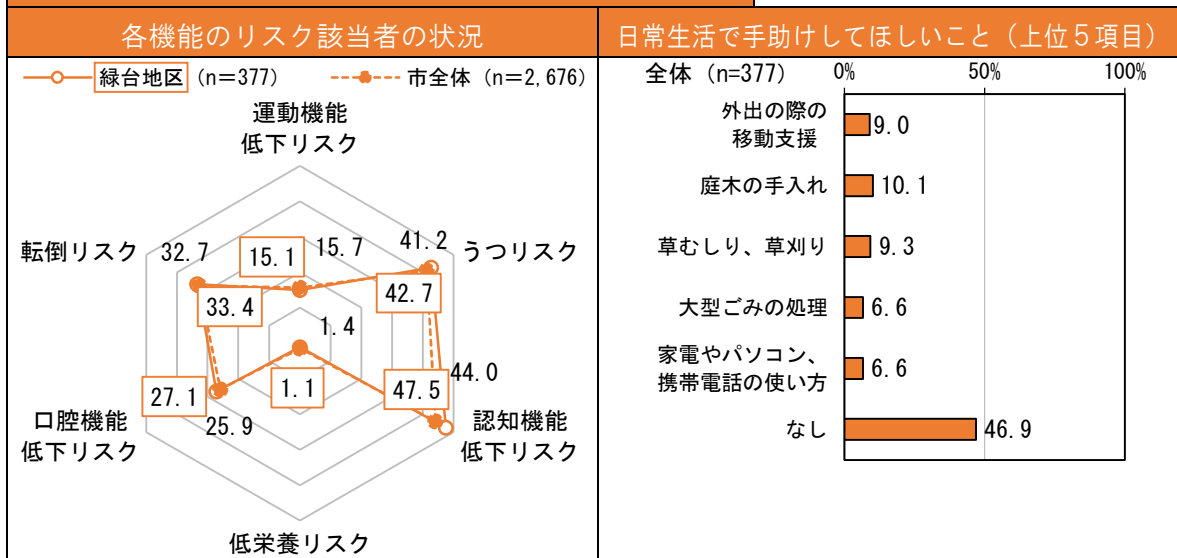 各機能のリスク該当者の状況
緑台地区 (n＝377)
市全体 (n＝2,676)
運動機能
低下リスク
転倒リスク
32.7
15.1
15.7
41.2
うつリスク
42.7
33.4
1.4
44.0
27.1
1.1
47.5
口腔機能
低下リスク
25.9
認知機能
低下リスク
低栄養リスク
日常生活で手助けしてほしいこと（上位５項目）
全体 (n=377)
0%
50%
100%
外出の際の
移動支援
9.0
庭木の手入れ
10.1
草むしり、草刈り
9.3
大型ごみの処理
6.6
家電やパソコン、
携帯電話の使い方
6.6
なし
46.9